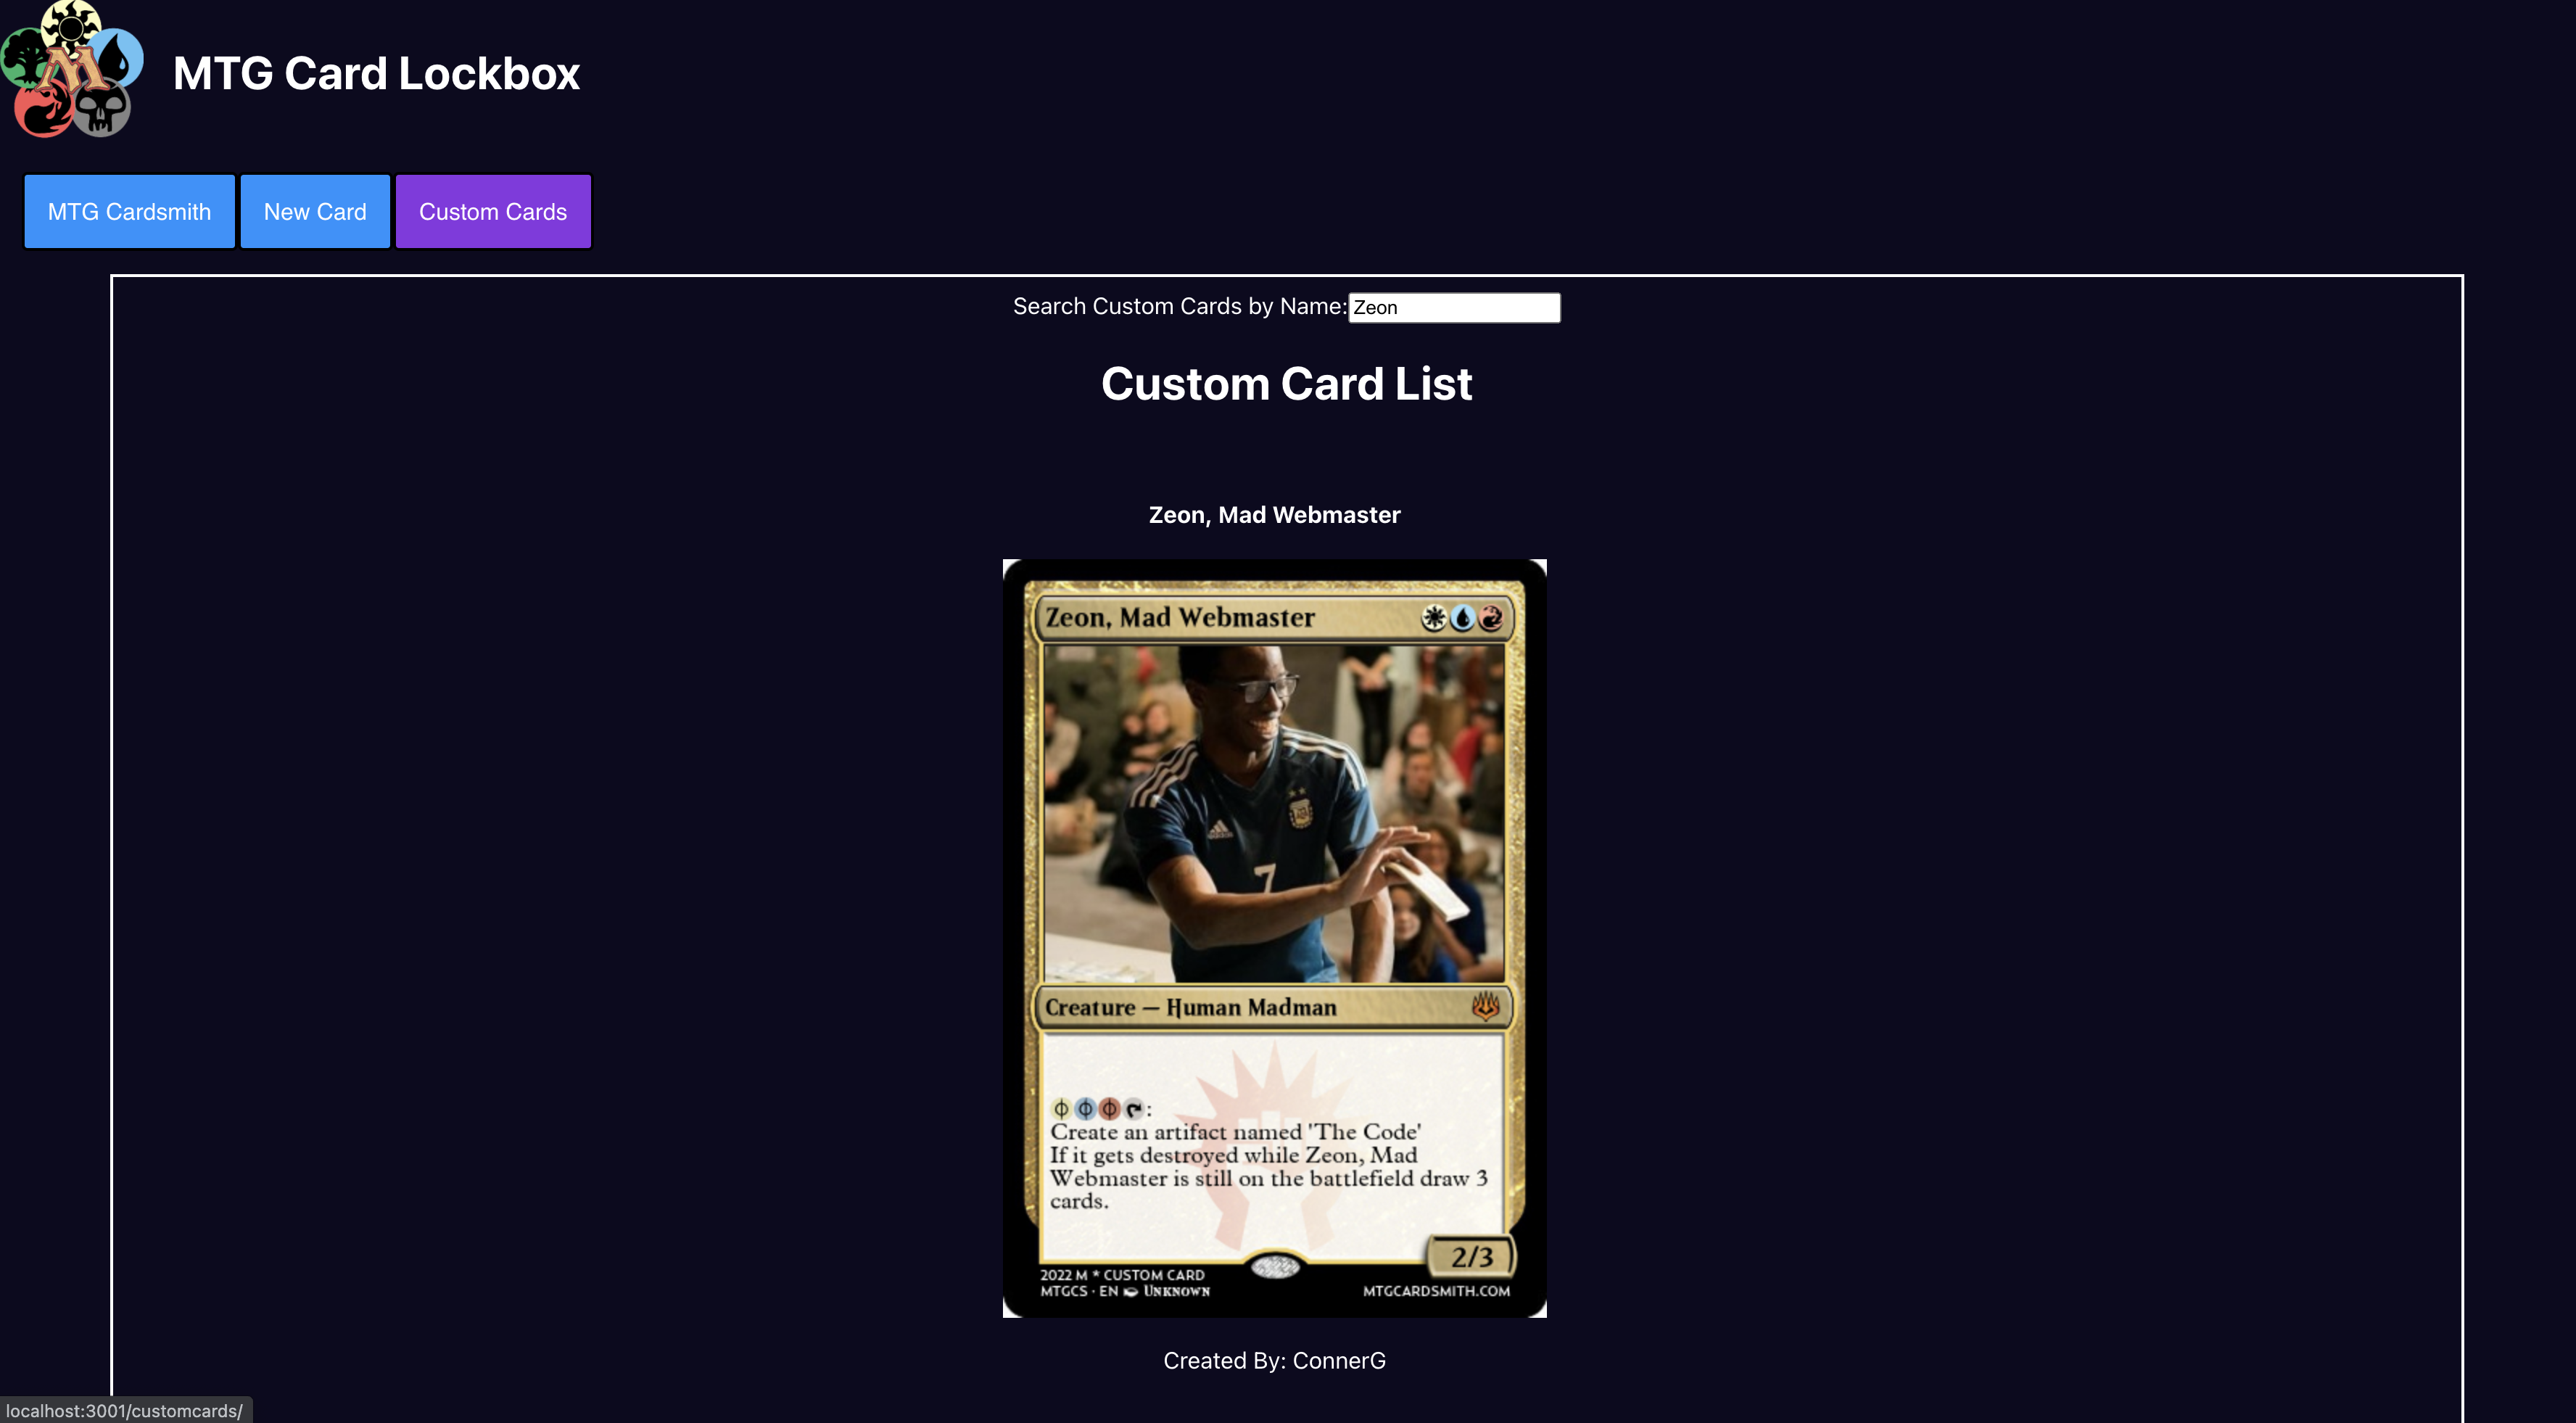 M
MTG Card Lockbox
MTG Cardsmith
New Card
Custom Cards
Search Custom Cards by Name: Zeon
Custom Card List
Zeon, Mad Webmaster
Zeon, Mad Webmaster
7
Creature — Human Madman
:
Create an artifact named 'The Code'
If it gets destroyed while Zeon, Mad
Webmaster is still on the battlefield draw 3
cards.
2/3
2022 M * CUSTOM CARD
MTGCS · EN UNKNOWN
MTGCARDSMITH.COM
Created By: ConnerG
localhost:3001/customcards/